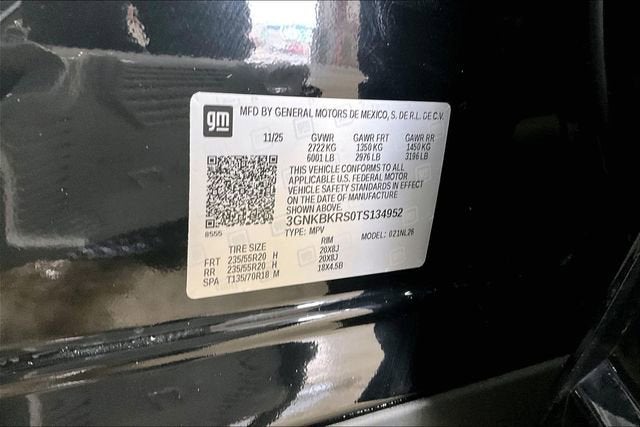 gm MFD BY GENERAL MOTORS DE MEXICO, S. DE R.L. DE C.V.
11/25 GVWR GAWR FRT GAWR RR
2722 KG 1350 KG 1450 KG
6001 LB 2976 LB 3196 LB
THIS VEHICLE CONFORMS TO ALL
APPLICABLE U.S. FEDERAL MOTOR
VEHICLE SAFETY STANDARDS IN EFFECT
ON THE DATE OF MANUFACTURE
SHOWN ABOVE.
3GNKBKRS0TS134952
8555 TYPE: MPV MODEL: 021NL26
TIRE SIZE RIM
FRT 235/55R20 H 20X8J
RR 235/55R20 H 20X8J
SPA T135/70R18 M 18X4.5B